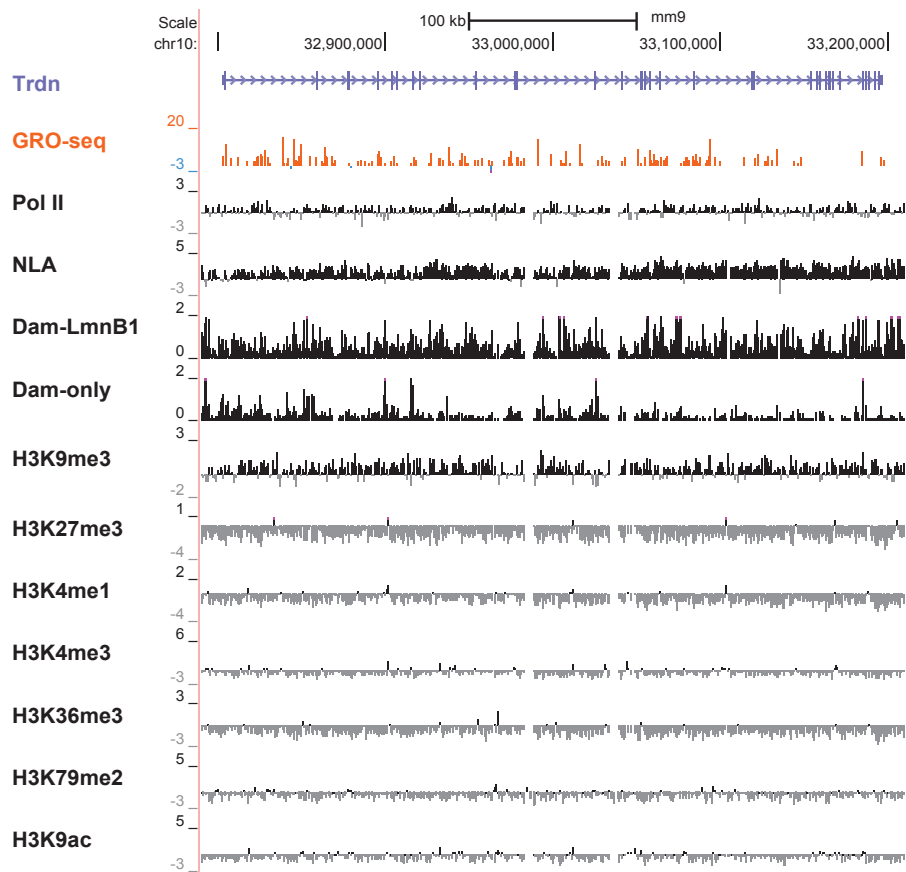 Scale 100 kb mm9
chr10: 32,900,000 33,000,000 33,100,000 33,200,000
Trdn
20
GRO-seq
-3
3
Pol II
-3
5
NLA
-3
2
Dam-LmnB1
0
2
Dam-only
0
3
H3K9me3
-2
1
H3K27me3
-4
2
H3K4me1
-4
6
H3K4me3
-3
3
H3K36me3
-3
5
H3K79me2
-3
5
H3K9ac
-3